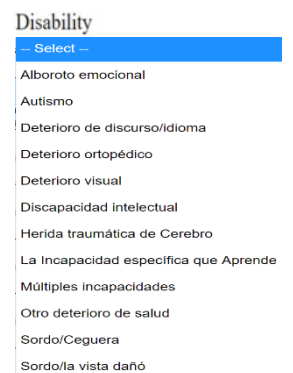 Disability
-- Select --
Alboroto emocional
Autismo
Deterioro de discurso/idioma
Deterioro ortopédico
Deterioro visual
Discapacidad intelectual
Herida traumática de Cerebro
La Incapacidad específica que Aprende
Múltiples incapacidades
Otro deterioro de salud
Sordo/Ceguera
Sordo/la vista dañó